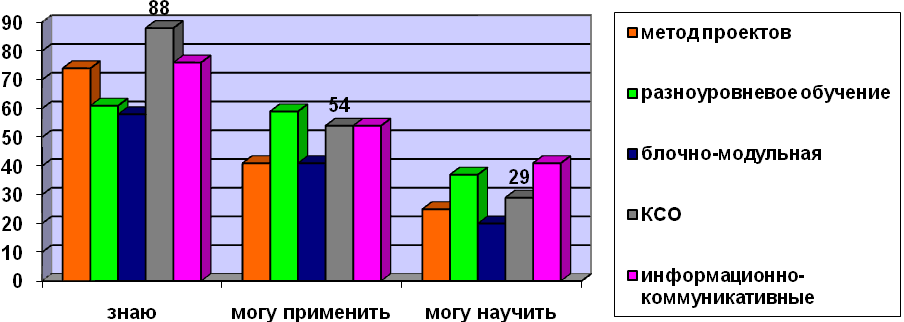 90
80
70
60
50
40
30
20
10
0
88
54
29
знаю
могу применить
могу научить
метод проектов
разноуровневое обучение
блочно-модульная
КСО
информационно-
коммуникативные